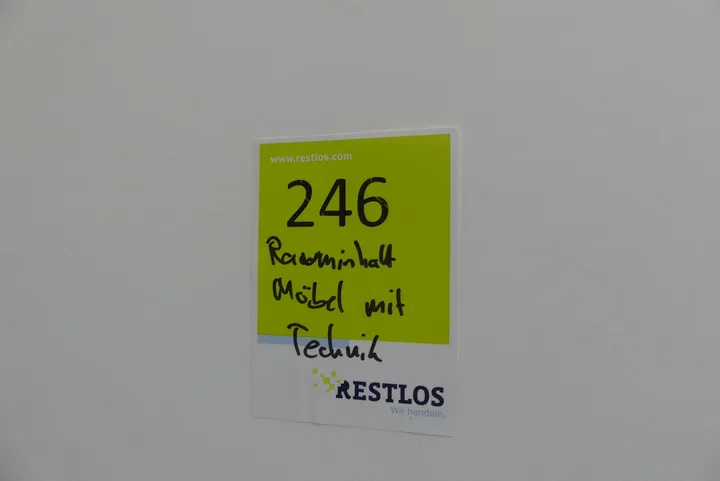 www.restlos.com
246
Rauminhalt
Möbel mit
Technik
RESTLOS
Wir handeln.